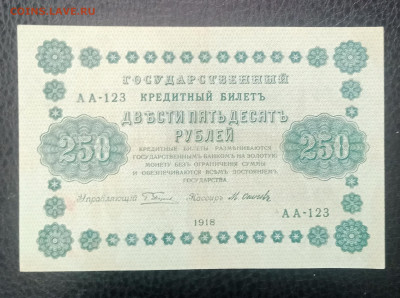 COINS.LAVE.RU
ГОСУДАРСТВЕННЫЙ
АА-123 КРЕДИТНЫЙ БИЛЕТЪ
ДВѢСТИ ПЯТЬДЕСЯТЪ
РУБЛЕЙ
250 250
КРЕДИТНЫЕ БИЛЕТЫ РАЗМѢНИВАЮТСЯ
ГОСУДАРСТВЕННЫМЪ БАНКОМЪ НА ЗОЛОТУЮ
МОНЕТУ БЕЗЪ ОГРАНИЧЕНІЯ СУММЫ
И ОБЕЗПЕЧИВАЮТСЯ ВСѢМЪ ДОСТОЯНІЕМЪ
ГОСУДАРСТВА.
Управляющій Кассиръ
АА-123
1918